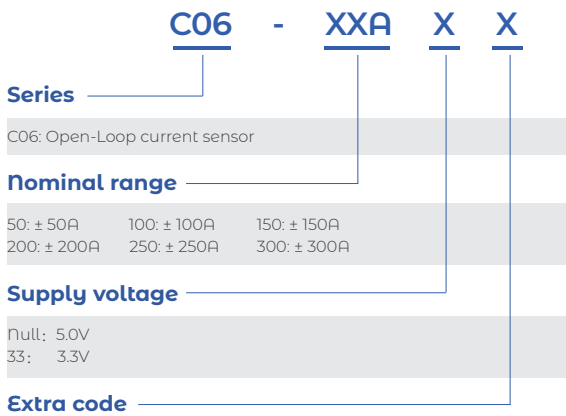 C06 - XXA X X
Series
C06: Open-Loop current sensor
Nominal range
50: ± 50A 100: ± 100A 150: ± 150A
200: ± 200A 250: ± 250A 300: ± 300A
Supply voltage
Null: 5.0V
33: 3.3V
Extra code